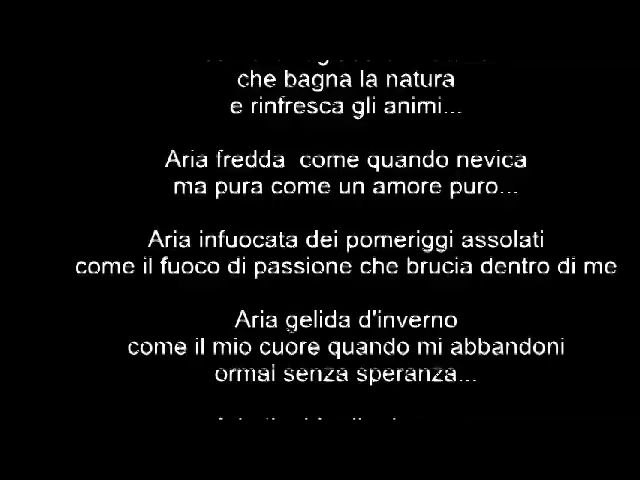 che bagna la natura
e rinfresca gli animi...
Aria fredda  come quando nevica
ma pura come un amore puro...
Aria infuocata dei pomeriggi assolati
come il fuoco di passione che brucia dentro di me
Aria gelida d'inverno
come il mio cuore quando mi abbandoni
ormai senza speranza...